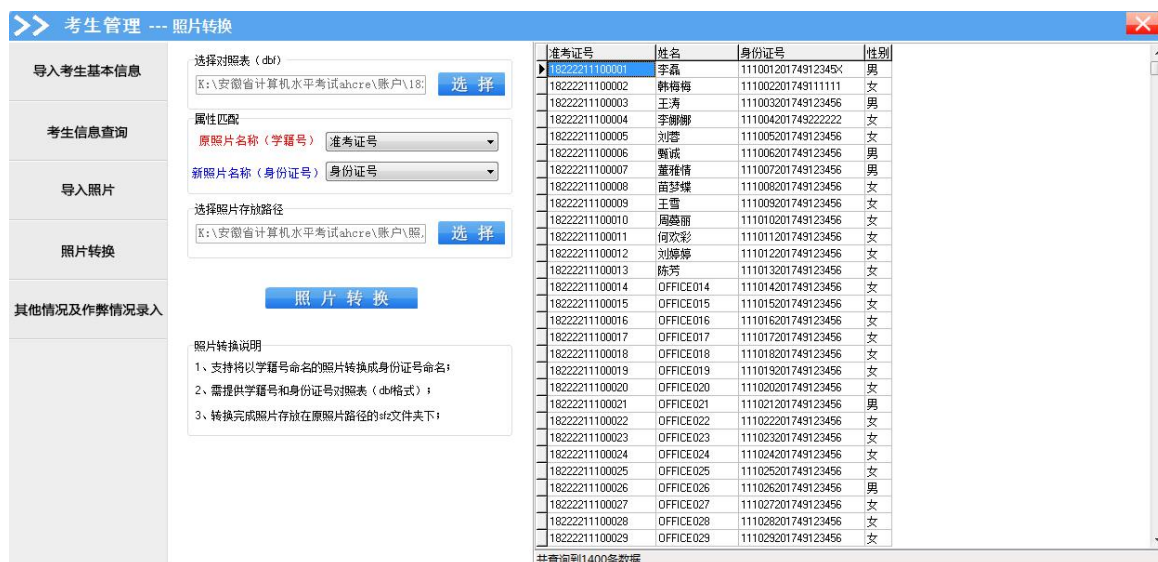 考生管理 --- 照片转换
导入考生基本信息
考生信息查询
导入照片
照片转换
其他情况及作弊情况录入
选择对照表（dbf）
K:\安徽省计算机水平考试ahcre\账户\18
选 择
属性匹配
原照片名称（学籍号）
准考证号
新照片名称（身份证号）
身份证号
选择照片存放路径
K:\安徽省计算机水平考试ahcre\账户\照
选 择
照 片 转 换
照片转换说明
1、支持将以学籍号命名的照片转换成身份证号命名；
2、需提供学籍号和身份证号对照表（dbf格式）；
3、转换完成照片存放在原照片路径的sfz文件夹下；
准考证号 姓名 身份证号 性别
18222211100001 李磊 11100120174912345X 男
18222211100002 韩梅梅 111002201749111111 女
18222211100003 王涛 111003201749123456 男
18222211100004 李娜娜 111004201749222222 女
18222211100005 刘蓉 111005201749123456 女
18222211100006 甄诚 111006201749123456 男
18222211100007 董雅倩 111007201749123456 男
18222211100008 苗梦蝶 111008201749123456 女
18222211100009 王雪 111009201749123456 女
18222211100010 周蕓丽 111010201749123456 女
18222211100011 何欢彩 111011201749123456 女
18222211100012 刘婷婷 111012201749123456 女
18222211100013 陈芳 111013201749123456 女
18222211100014 OFFICE014 111014201749123456 女
18222211100015 OFFICE015 111015201749123456 女
18222211100016 OFFICE016 111016201749123456 女
18222211100017 OFFICE017 111017201749123456 女
18222211100018 OFFICE018 111018201749123456 女
18222211100019 OFFICE019 111019201749123456 女
18222211100020 OFFICE020 111020201749123456 女
18222211100021 OFFICE021 111021201749123456 男
18222211100022 OFFICE022 111022201749123456 女
18222211100023 OFFICE023 111023201749123456 女
18222211100024 OFFICE024 111024201749123456 女
18222211100025 OFFICE025 111025201749123456 女
18222211100026 OFFICE026 111026201749123456 男
18222211100027 OFFICE027 111027201749123456 女
18222211100028 OFFICE028 111028201749123456 女
18222211100029 OFFICE029 111029201749123456 女
共查询到1400条数据